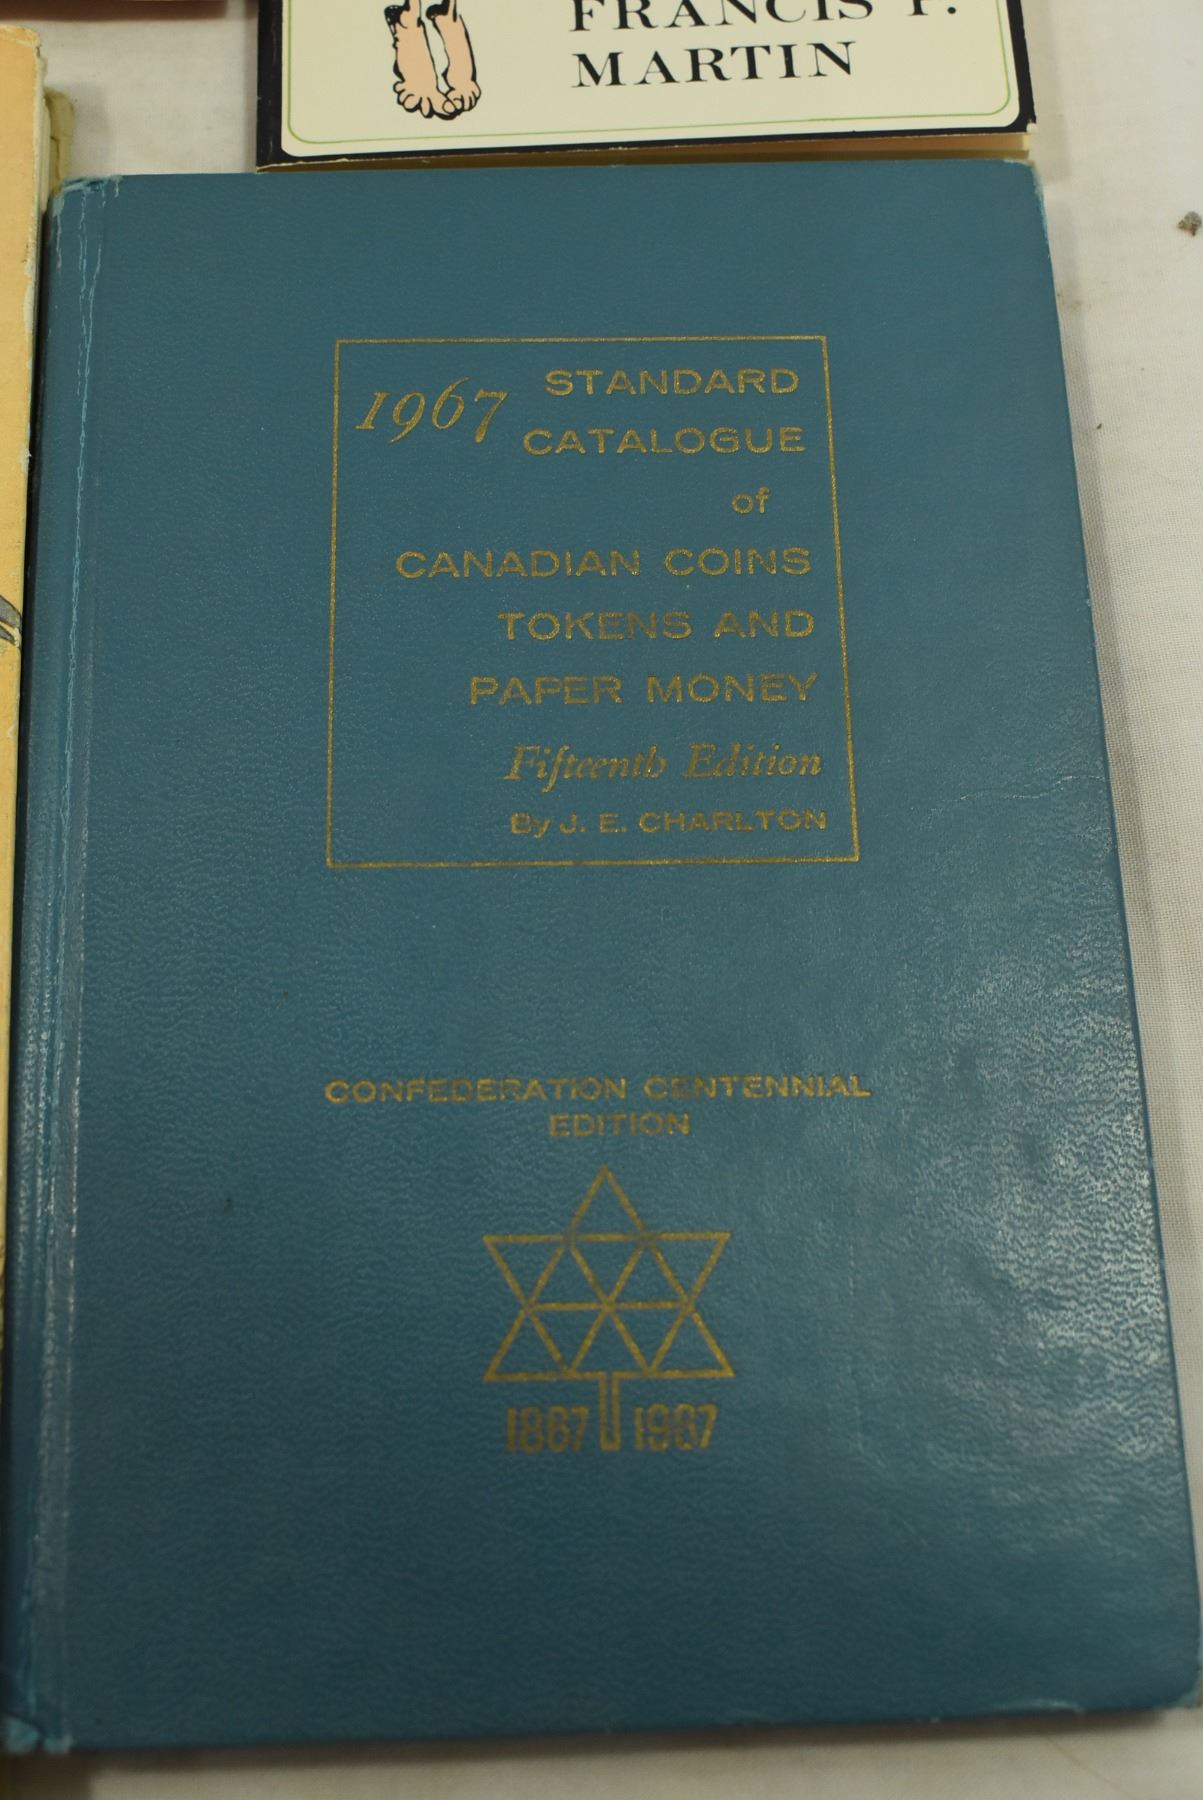 FRANCIS P.
MARTIN
1967 STANDARD
CATALOGUE
of
CANADIAN COINS
TOKENS AND
PAPER MONEY
Fifteenth Edition
By J. E. CHARLTON
CONFEDERATION CENTENNIAL
EDITION
1867 1967